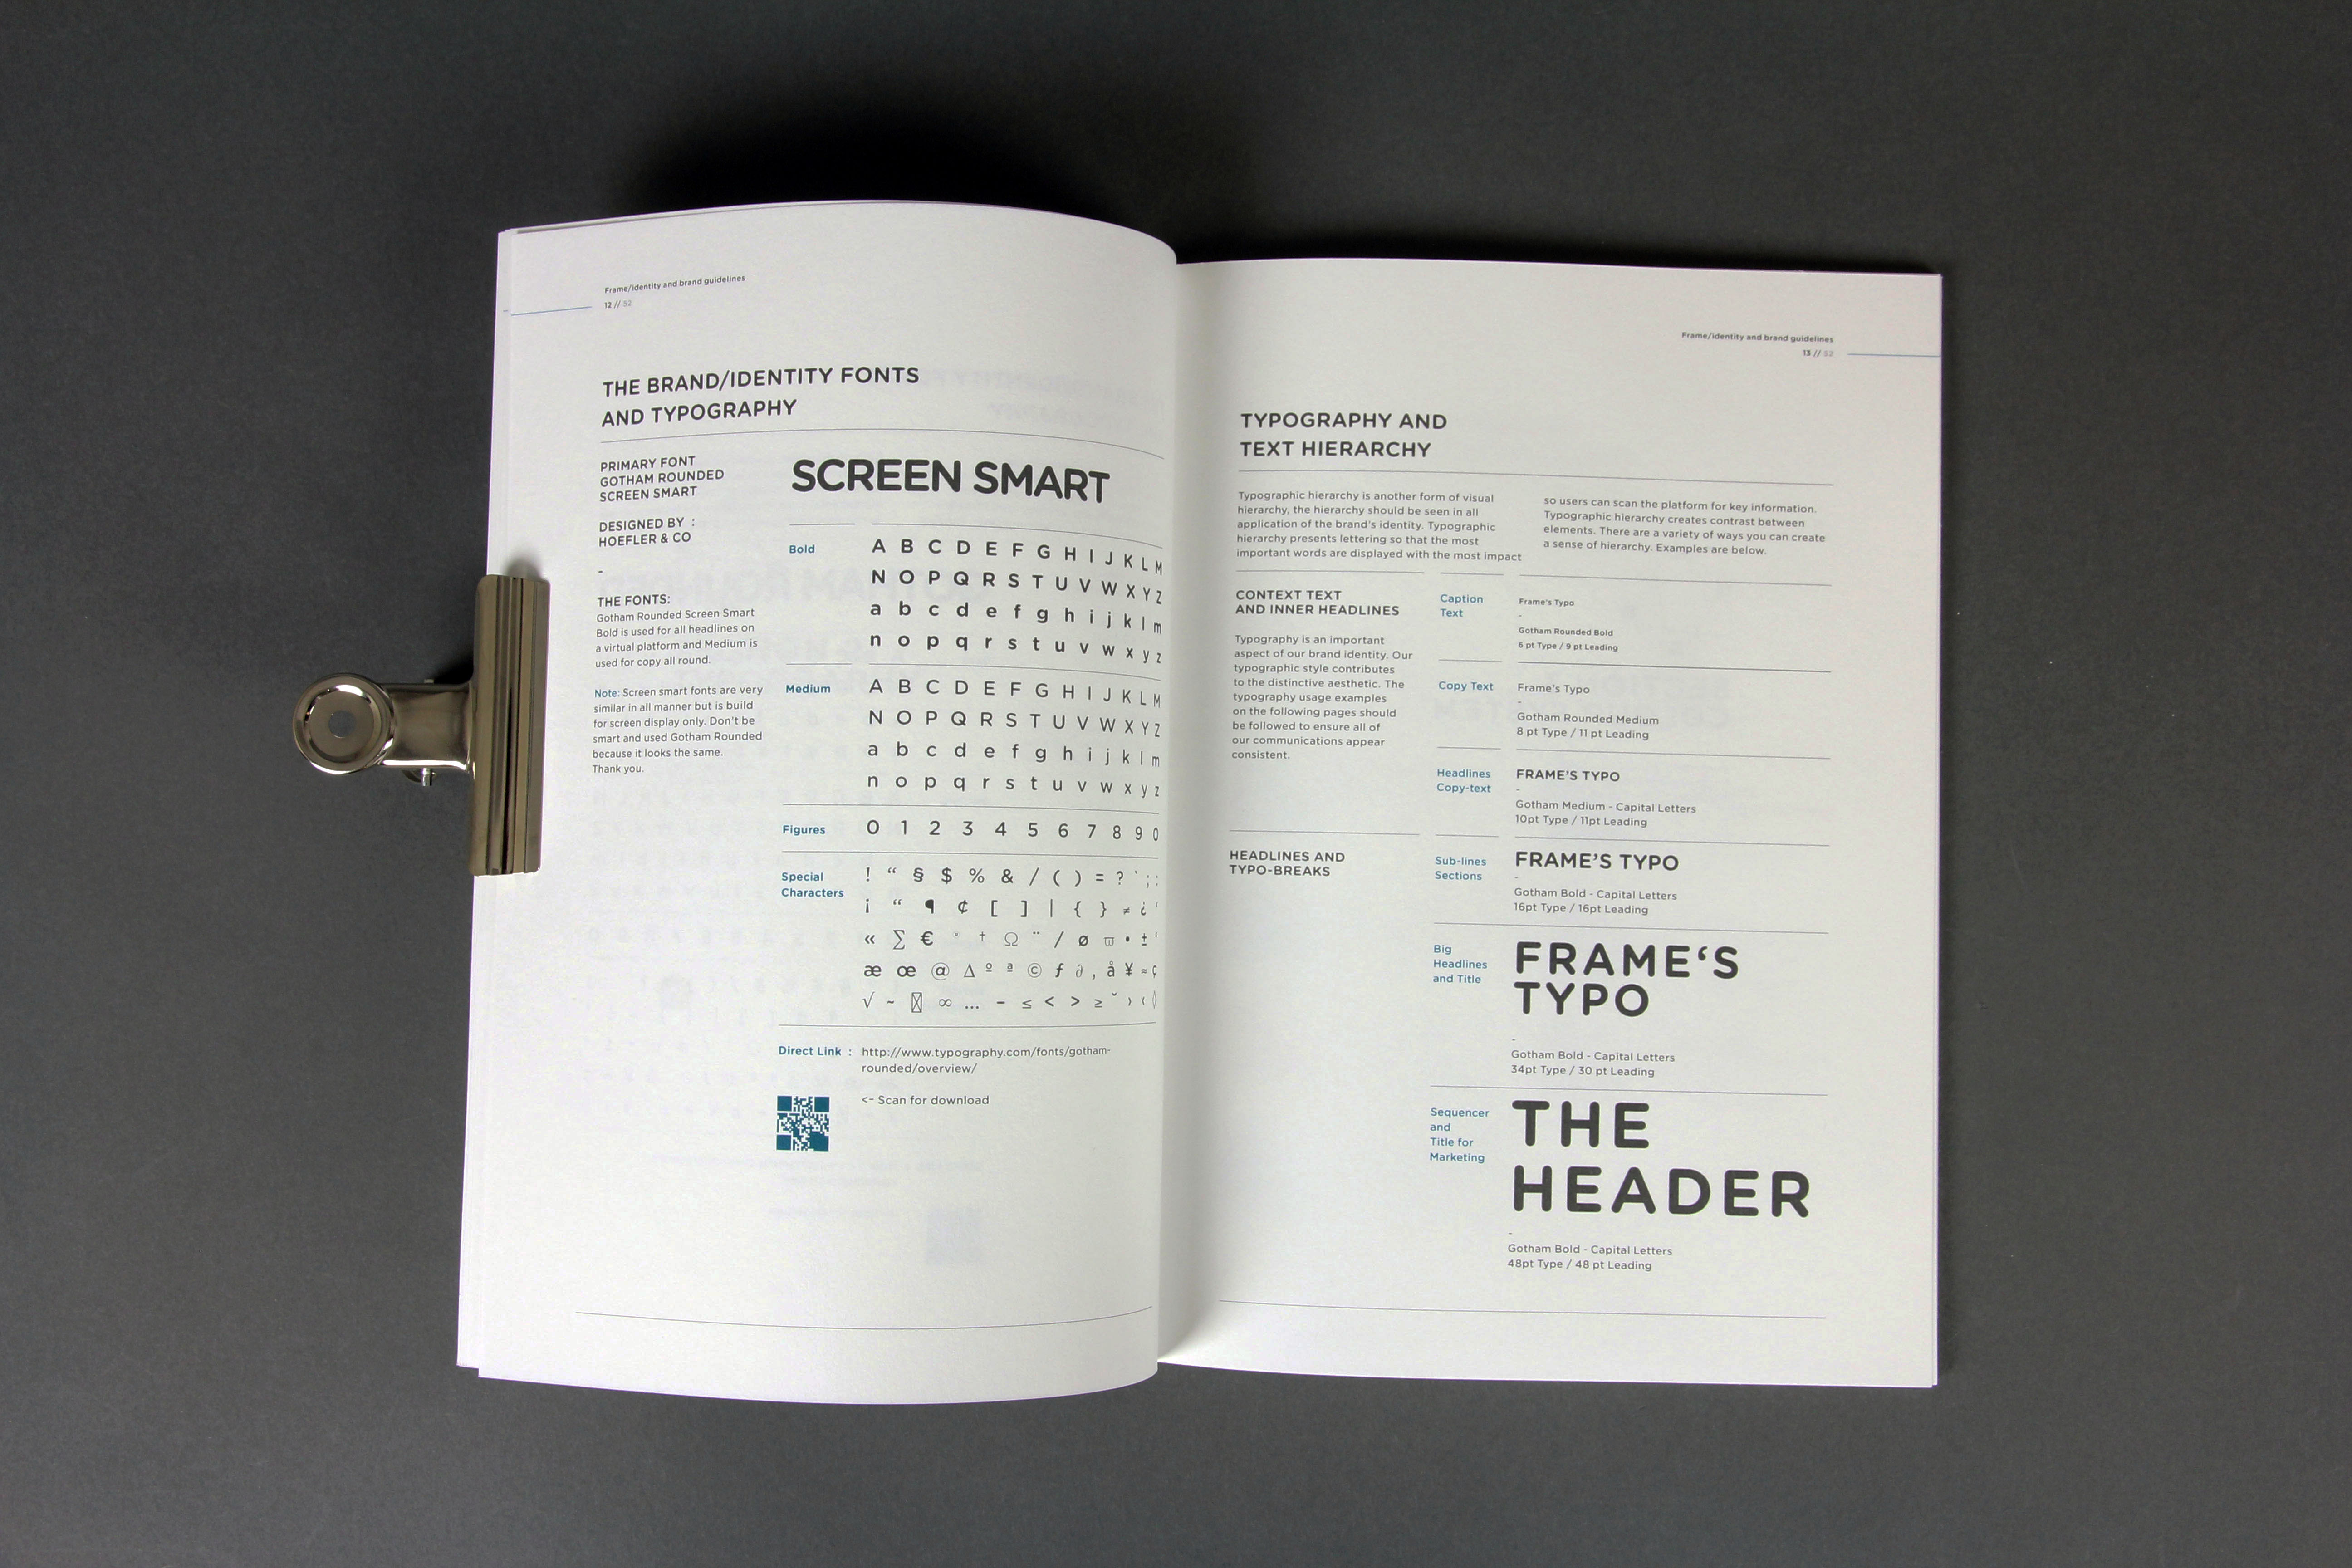 Frame/identity and brand guidelines
12 // 52
THE BRAND/IDENTITY FONTS
AND TYPOGRAPHY
PRIMARY FONT
GOTHAM ROUNDED
SCREEN SMART
DESIGNED BY :
HOEFLER & CO
-
THE FONTS:
Gotham Rounded Screen Smart
Bold is used for all headlines on
a virtual platform and Medium is
used for copy all round.
Note: Screen smart fonts are very
similar in all manner but is build
for screen display only. Don't be
smart and used Gotham Rounded
because it looks the same.
Thank you.
SCREEN SMART
Bold
A B C D E F G H I J K L M
N O P Q R S T U V W X Y Z
a b c d e f g h i j k l m
n o p q r s t u v w x y z
Medium
A B C D E F G H I J K L M
N O P Q R S T U V W X Y Z
a b c d e f g h i j k l m
n o p q r s t u v w x y z
Figures
0 1 2 3 4 5 6 7 8 9 0
Special
Characters
! “ § $ % & / ( ) = ? ` ; :
¡ “ ¶ ¢ [ ] | { } ≠ ¿ '
« ∑ € † Ω ¨ / ø ϖ • ± '
æ œ @ ∆ º ª © ƒ ∂ , å ¥ ≈ ç
√ ~ ∞ … – ≤ < > ≥ ˇ › ‹ ◊
Direct Link : http://www.typography.com/fonts/gotham-
rounded/overview/
<- Scan for download
Frame/identity and brand guidelines
13 // 52
TYPOGRAPHY AND
TEXT HIERARCHY
Typographic hierarchy is another form of visual
hierarchy, the hierarchy should be seen in all
application of the brand's identity. Typographic
hierarchy presents lettering so that the most
important words are displayed with the most impact
so users can scan the platform for key information.
Typographic hierarchy creates contrast between
elements. There are a variety of ways you can create
a sense of hierarchy. Examples are below.
CONTEXT TEXT
AND INNER HEADLINES
Typography is an important
aspect of our brand identity. Our
typographic style contributes
to the distinctive aesthetic. The
typography usage examples
on the following pages should
be followed to ensure all of
our communications appear
consistent.
Caption
Text
Frame's Typo
-
Gotham Rounded Bold
6 pt Type / 9 pt Leading
Copy Text
Frame's Typo
-
Gotham Rounded Medium
8 pt Type / 11 pt Leading
Headlines
Copy-text
FRAME'S TYPO
-
Gotham Medium - Capital Letters
10pt Type / 11pt Leading
HEADLINES AND
TYPO-BREAKS
Sub-lines
Sections
FRAME'S TYPO
-
Gotham Bold - Capital Letters
16pt Type / 16pt Leading
Big
Headlines
and Title
FRAME‘S
TYPO
-
Gotham Bold - Capital Letters
34pt Type / 30 pt Leading
Sequencer
and
Title for
Marketing
THE
HEADER
-
Gotham Bold - Capital Letters
48pt Type / 48 pt Leading